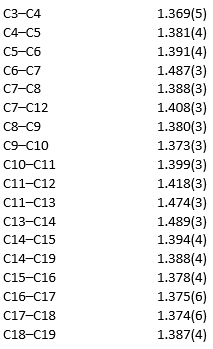 C3–C4 1.369(5)
C4–C5 1.381(4)
C5–C6 1.391(4)
C6–C7 1.487(3)
C7–C8 1.388(3)
C7–C12 1.408(3)
C8–C9 1.380(3)
C9–C10 1.373(3)
C10–C11 1.399(3)
C11–C12 1.418(3)
C11–C13 1.474(3)
C13–C14 1.489(3)
C14–C15 1.394(4)
C14–C19 1.388(4)
C15–C16 1.378(4)
C16–C17 1.375(6)
C17–C18 1.374(6)
C18–C19 1.387(4)